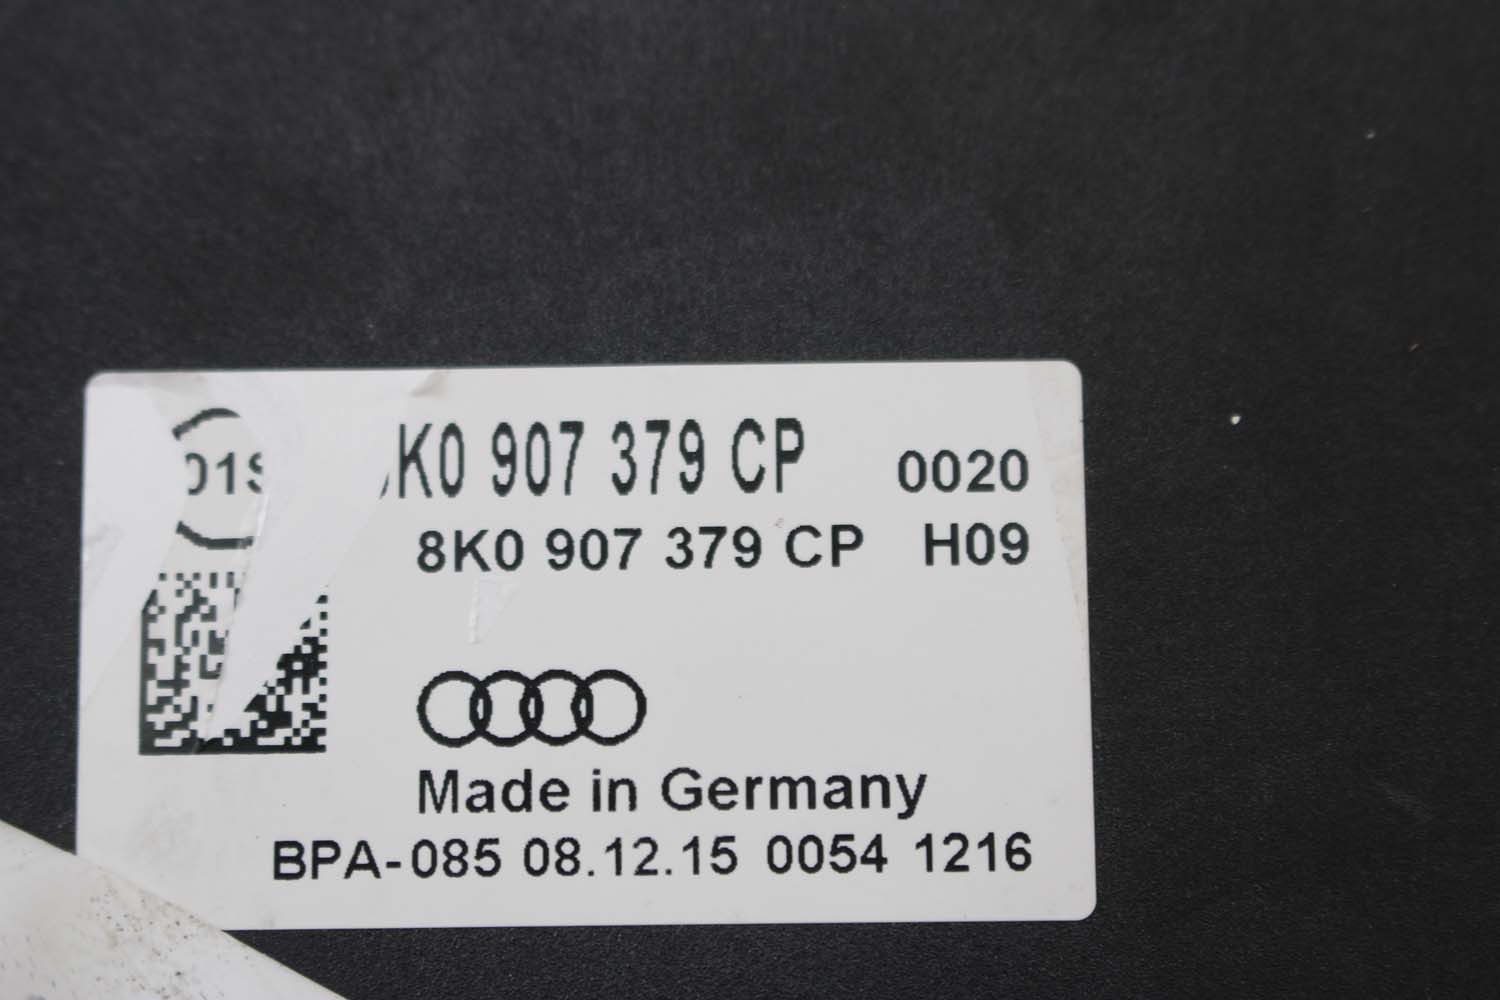 K0 907 379 CP 0020
8K0 907 379 CP H09
Made in Germany
BPA-085 08.12.15 0054 1216